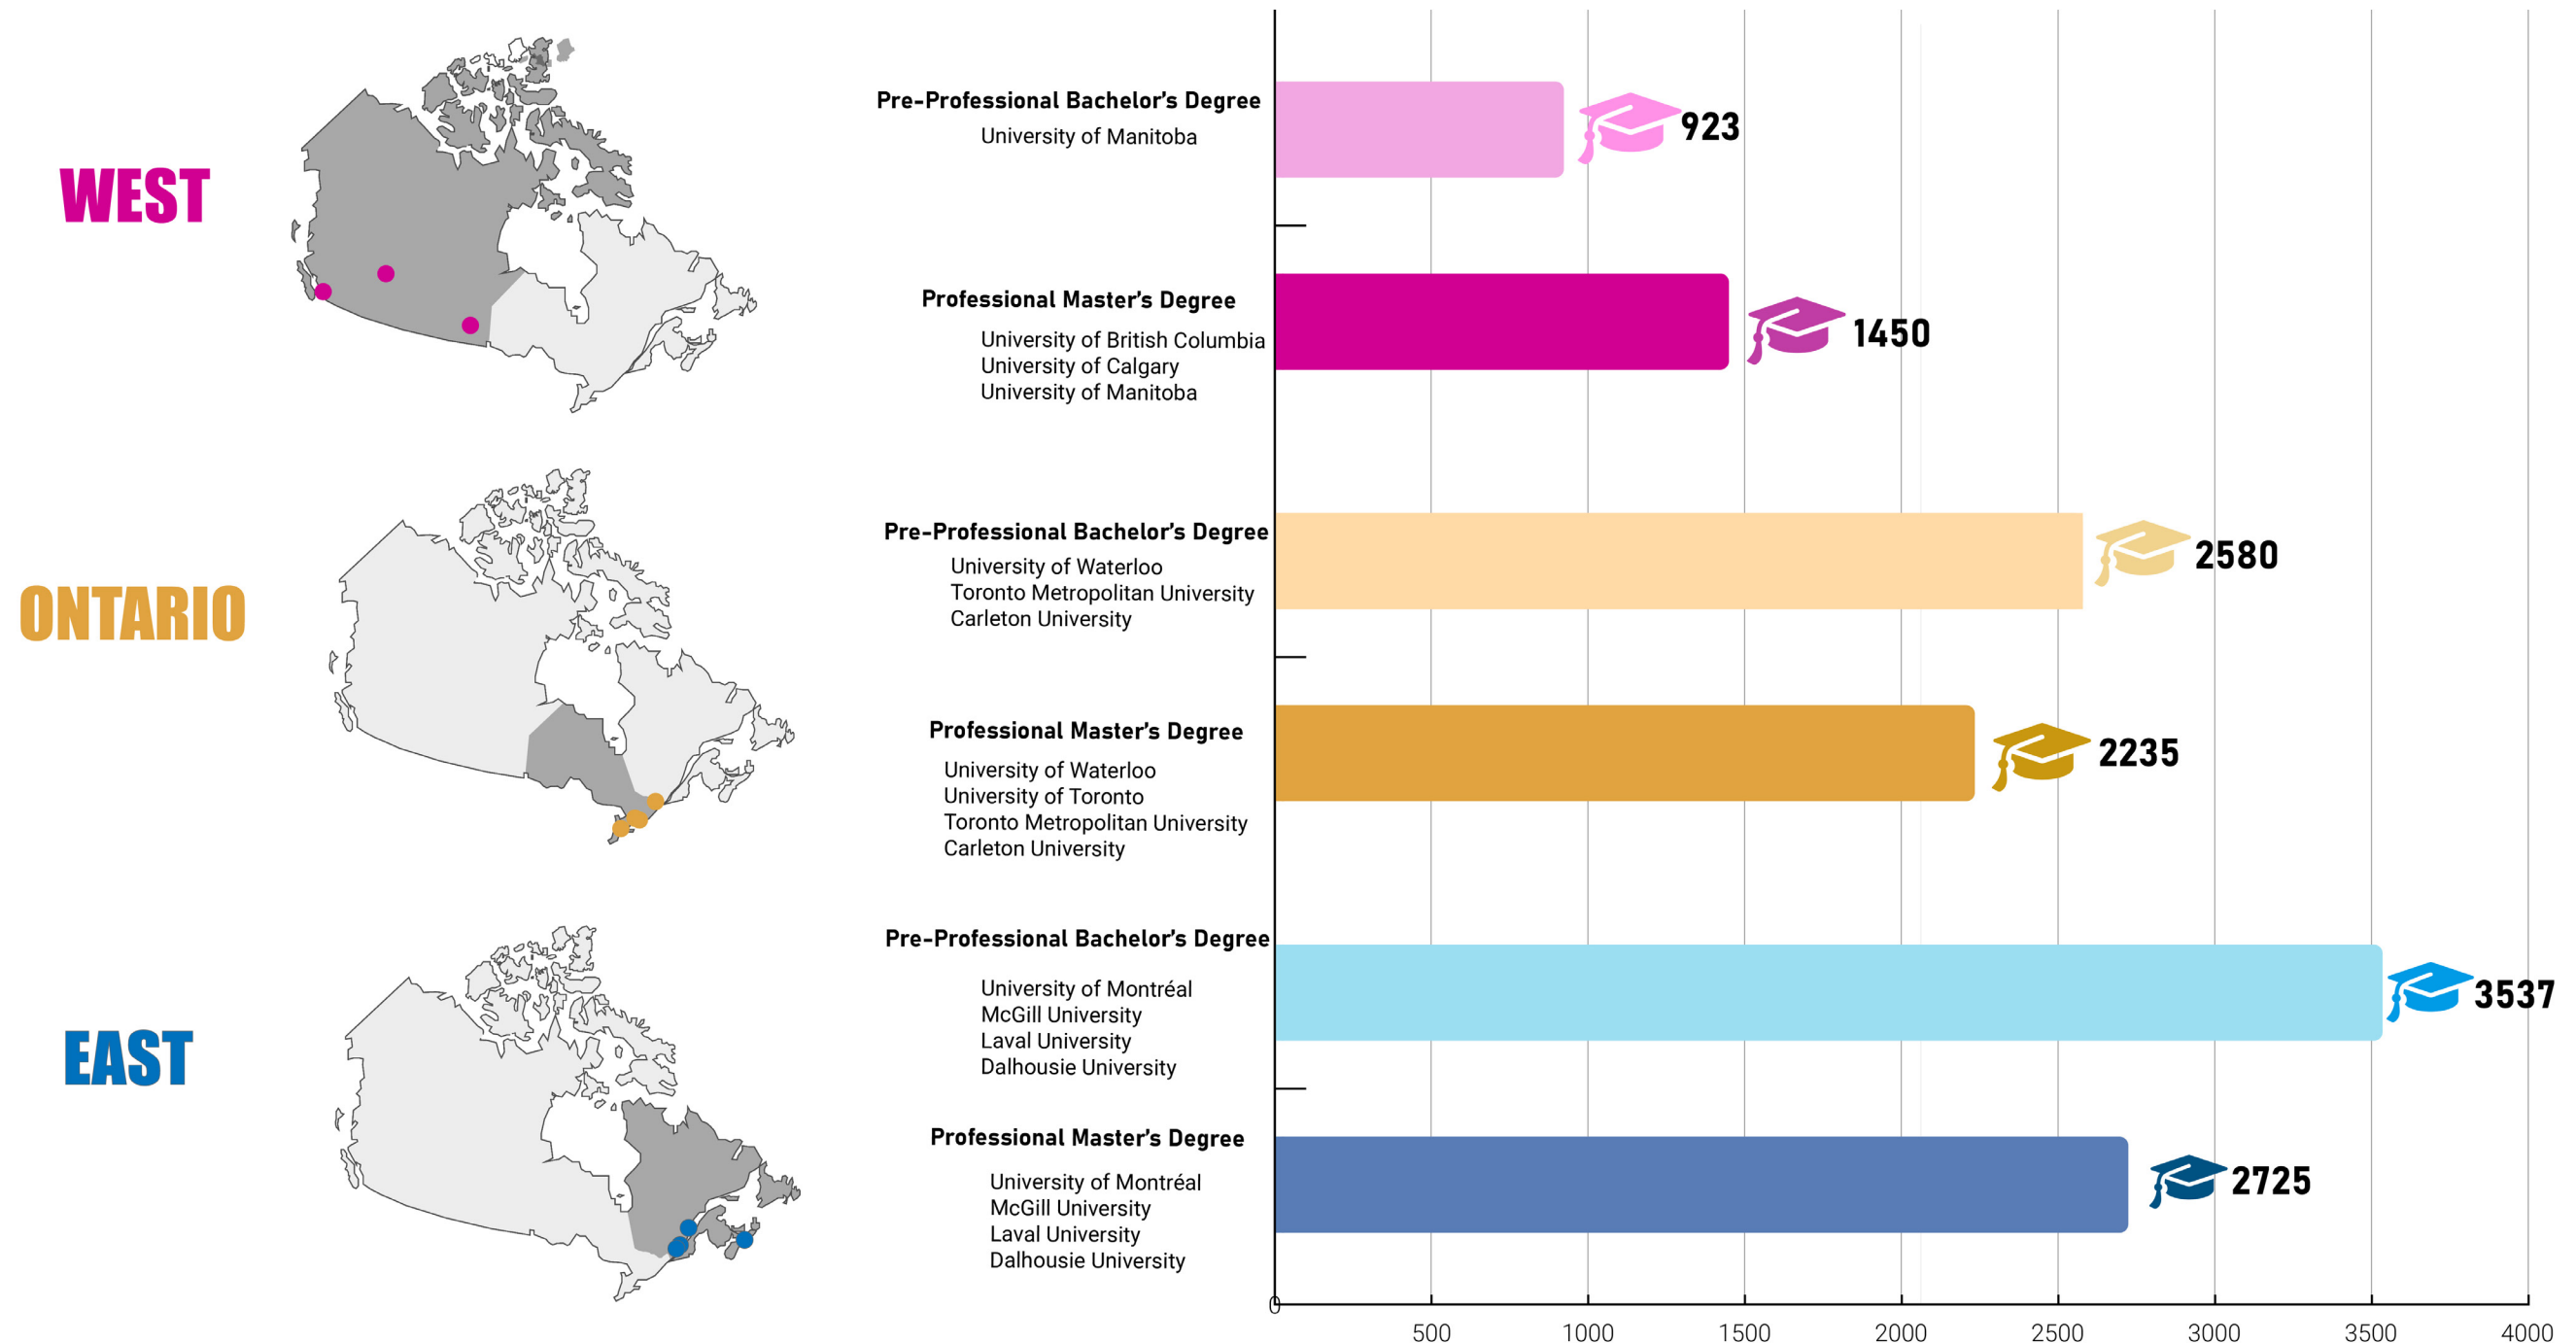 WEST
Pre-Professional Bachelor's Degree
University of Manitoba
923
Professional Master's Degree
University of British Columbia
University of Calgary
University of Manitoba
1450
ONTARIO
Pre-Professional Bachelor's Degree
University of Waterloo
Toronto Metropolitan University
Carleton University
2580
Professional Master's Degree
University of Waterloo
University of Toronto
Toronto Metropolitan University
Carleton University
2235
EAST
Pre-Professional Bachelor's Degree
University of Montréal
McGill University
Laval University
Dalhousie University
3537
Professional Master's Degree
University of Montréal
McGill University
Laval University
Dalhousie University
2725
0 500 1000 1500 2000 2500 3000 3500 4000